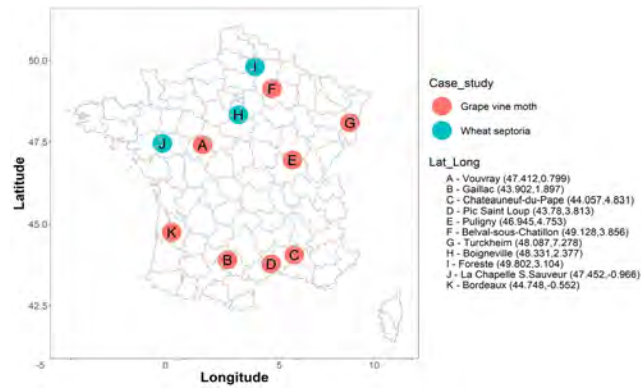 50.0
47.5
45.0
42.5
-5
0
5
10
Latitude
Longitude
I
F
H
G
J
A
E
K
B
D
C
Case_study
Grape vine moth
Wheat septoria
Lat_Long
A - Vouvray (47.412,0.799)
B - Gaillac (43.902,1.897)
C - Chateauneuf-du-Pape (44.057,4.831)
D - Pic Saint Loup (43.78,3.813)
E - Puligny (46.945,4.753)
F - Belval-sous-Chatillon (49.128,3.856)
G - Turckheim (48.087,7.278)
H - Boigneville (48.331,2.377)
I - Foreste (49.802,3.104)
J - La Chapelle S.Sauveur (47.452,-0.966)
K - Bordeaux (44.748,-0.552)